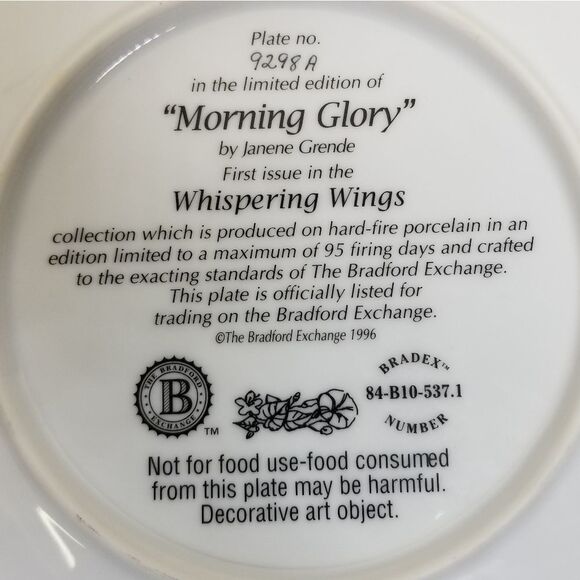 Plate no.
9298A
in the limited edition of
"Morning Glory"
by Janene Grende
First issue in the
Whispering Wings
collection which is produced on hard-fire porcelain in an
edition limited to a maximum of 95 firing days and crafted
to the exacting standards of The Bradford Exchange.
This plate is officially listed for
trading on the Bradford Exchange.
©The Bradford Exchange 1996
THE BRADFORD
B
EXCHANGE
TM
BRADEX™
84-B10-537.1
NUMBER
Not for food use-food consumed
from this plate may be harmful.
Decorative art object.